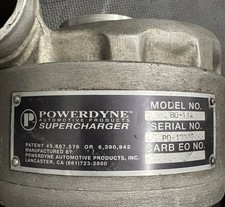 POWERDYNE
AUTOMOTIVE PRODUCTS
SUPERCHARGER
PATENT #5,887,576 OR 6,390,942
MANUFACTURED BY:
POWERDYNE AUTOMOTIVE PRODUCTS, INC.
LANCASTER, CA (661)723-2800
MODEL NO.
SERIAL NO.
CARB EO NO.